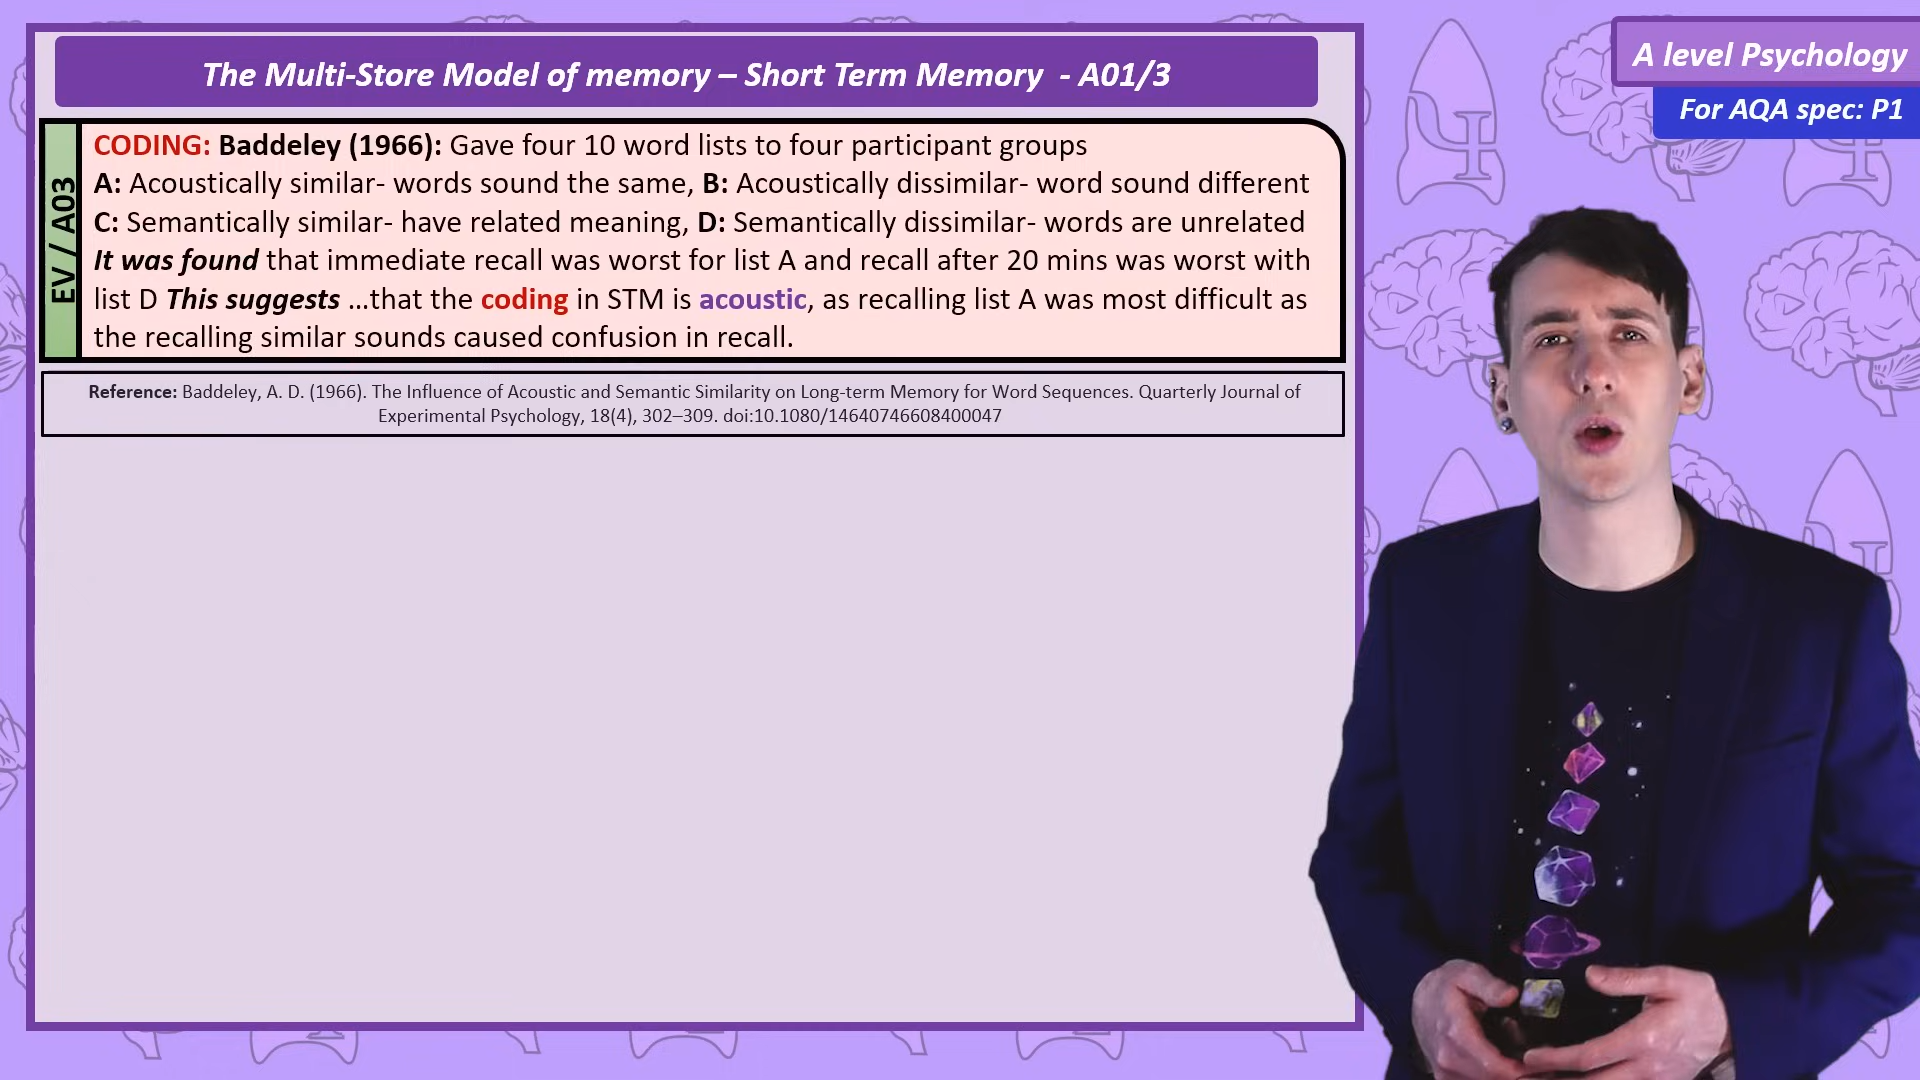 The Multi-Store Model of memory – Short Term Memory - A01/3
A level Psychology
For AQA spec: P1
EV / A03
CODING: Baddeley (1966): Gave four 10 word lists to four participant groups
A: Acoustically similar- words sound the same, B: Acoustically dissimilar- word sound different
C: Semantically similar- have related meaning, D: Semantically dissimilar- words are unrelated
It was found that immediate recall was worst for list A and recall after 20 mins was worst with
list D This suggests ...that the coding in STM is acoustic, as recalling list A was most difficult as
the recalling similar sounds caused confusion in recall.
Reference: Baddeley, A. D. (1966). The Influence of Acoustic and Semantic Similarity on Long-term Memory for Word Sequences. Quarterly Journal of
Experimental Psychology, 18(4), 302–309. doi:10.1080/14640746608400047